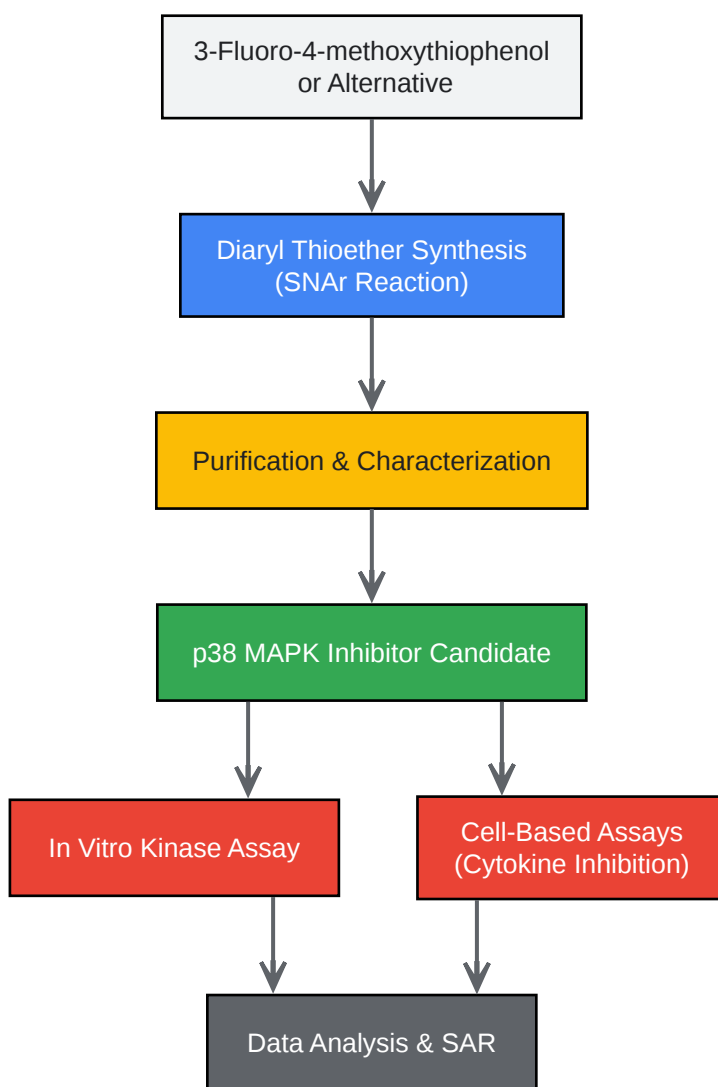 3-Fluoro-4-methoxythiophenol
or Alternative
Diaryl Thioether Synthesis
(SNAr Reaction)
Purification & Characterization
p38 MAPK Inhibitor Candidate
In Vitro Kinase Assay
Cell-Based Assays
(Cytokine Inhibition)
Data Analysis & SAR